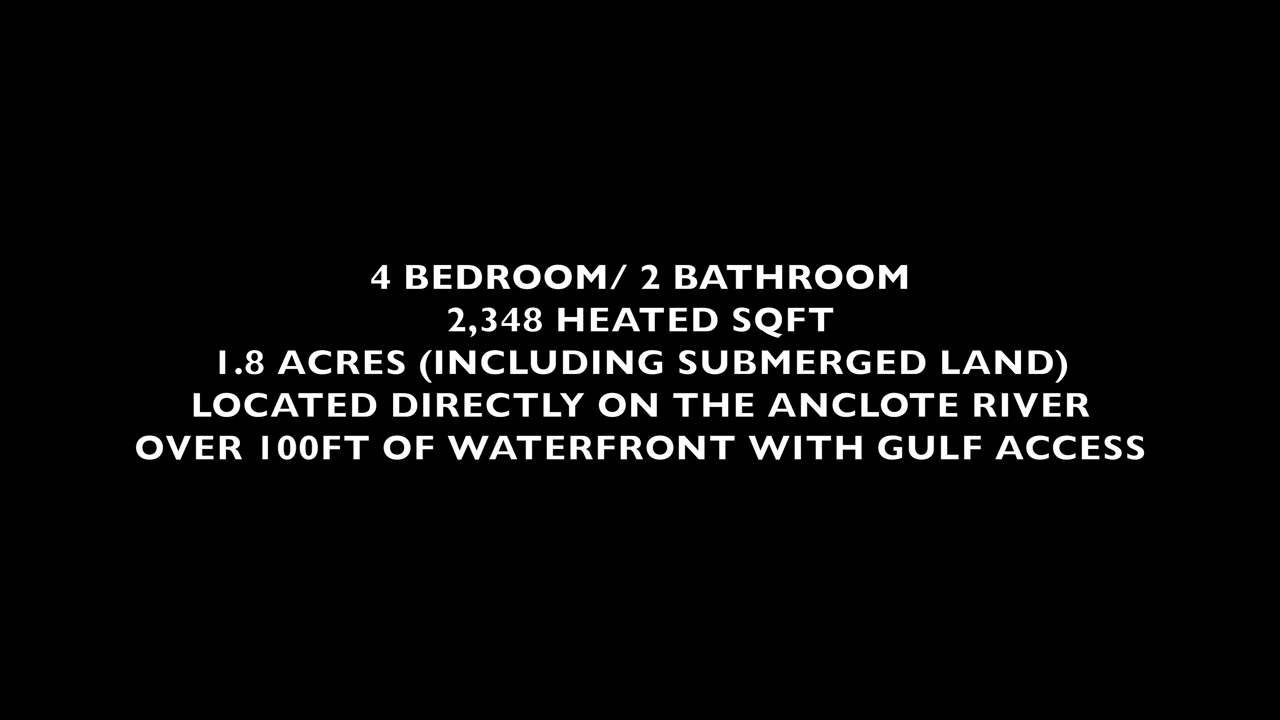 4 BEDROOM/ 2 BATHROOM
2,348 HEATED SQFT
1.8 ACRES (INCLUDING SUBMERGED LAND)
LOCATED DIRECTLY ON THE ANCLOTE RIVER
OVER 100FT OF WATERFRONT WITH GULF ACCESS